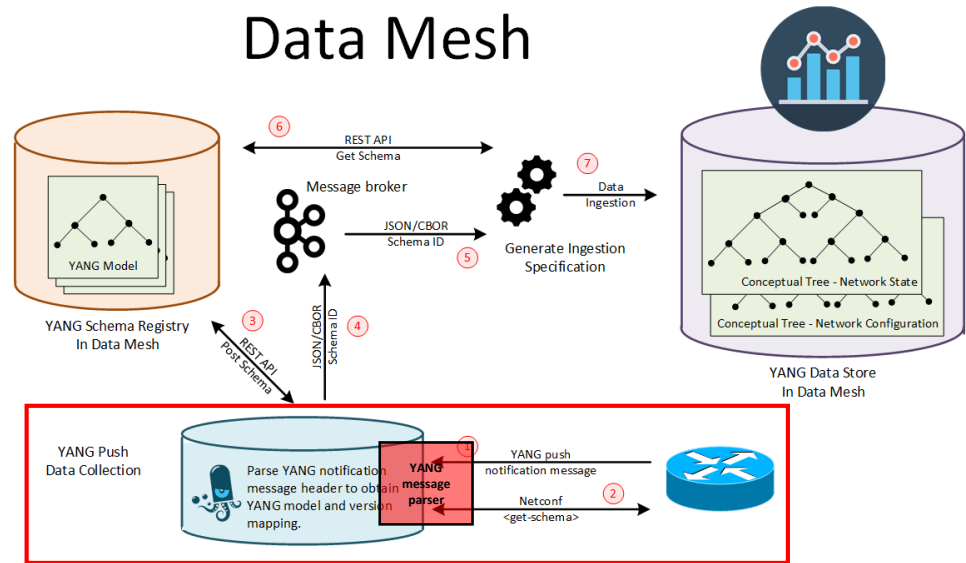 Data Mesh
6
REST API
Get Schema
7
Data
Ingestion
Message broker
JSON/CBOR
Schema ID
5
Generate Ingestion
Specification
YANG Model
YANG Schema Registry
In Data Mesh
Conceptual Tree - Network State
Conceptual Tree - Network Configuration
YANG Data Store
In Data Mesh
3
REST API
Post Schema
4
JSON/CBOR
Schema ID
YANG Push
Data Collection
Parse YANG notification
message header to obtain
YANG model and version
mapping.
YANG
message
parser
1
YANG push
notification message
2
Netconf
<get-schema>